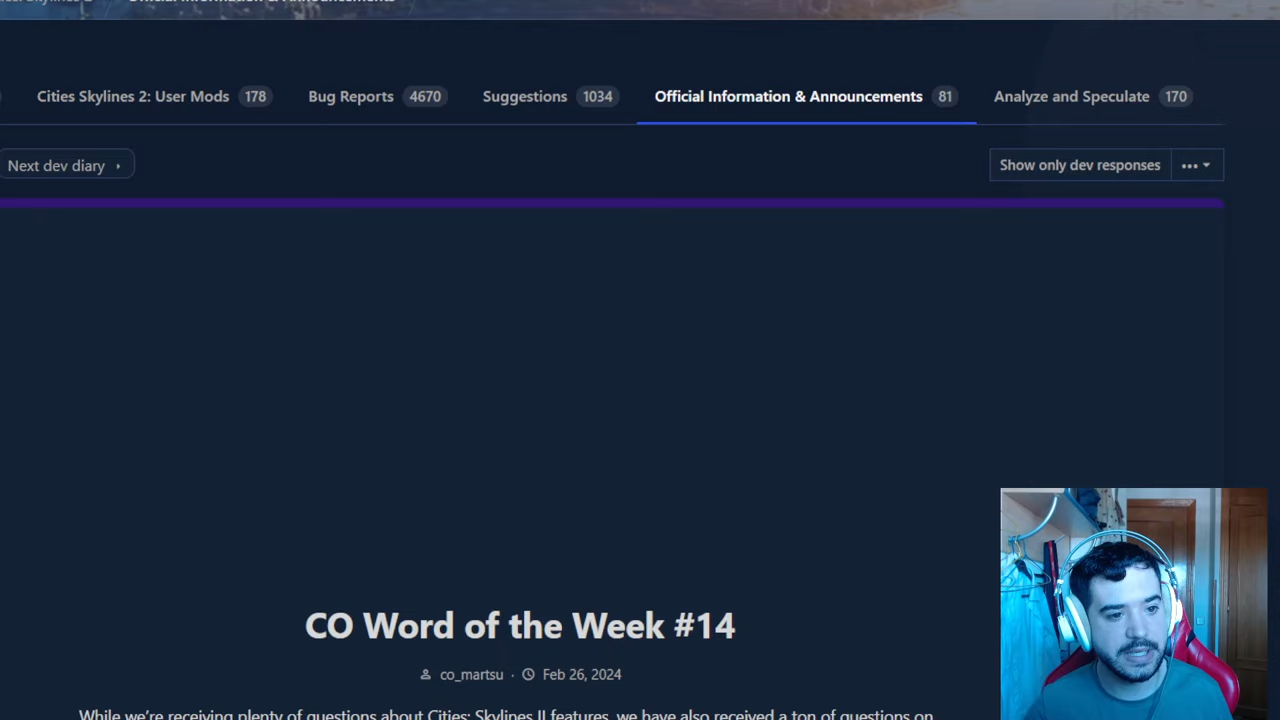 Cities Skylines 2: User Mods 178 Bug Reports 4670 Suggestions 1034 Official Information & Announcements 81 Analyze and Speculate 170
Next dev diary
Show only dev responses
CO Word of the Week #14
co_martsu · Feb 26, 2024
While we're receiving plenty of questions about Cities: Skylines II features, we have also received a ton of questions on